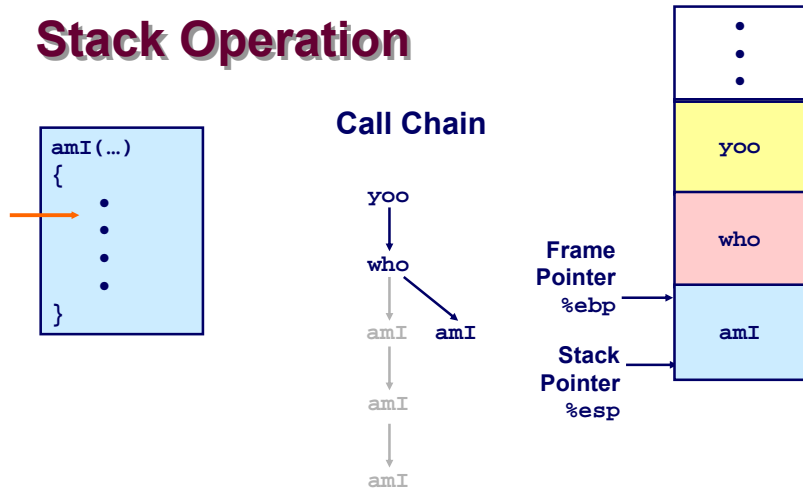 Stack Operation
amI(…)
{
•
•
•
•
}
Call Chain
yoo
who
amI
amI
amI
amI
Frame
Pointer
%ebp
Stack
Pointer
%esp
•
•
•
yoo
who
amI